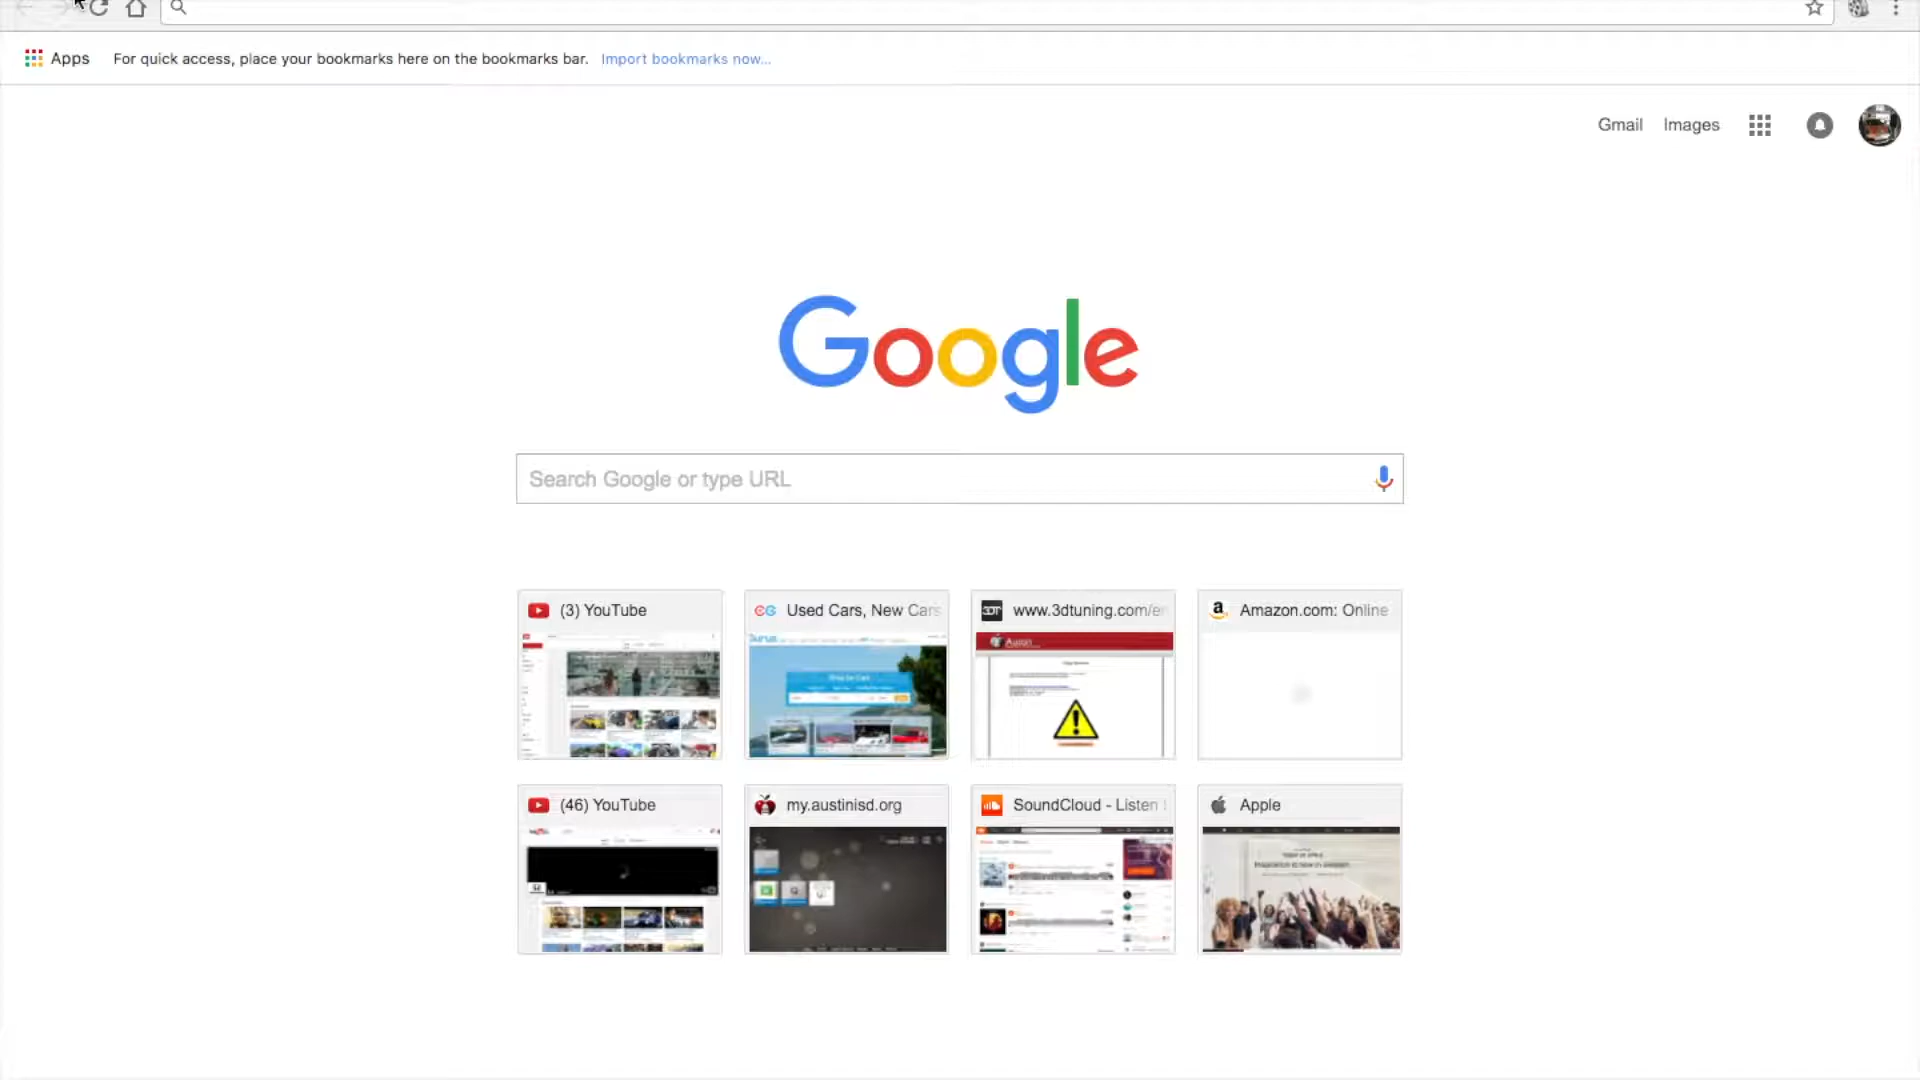 Apps For quick access, place your bookmarks here on the bookmarks bar. Import bookmarks now...
Gmail Images
Google
Search Google or type URL
(3) YouTube
Used Cars, New Cars
www.3dtuning.com/en
Amazon.com: Online
(46) YouTube
my.austinisd.org
SoundCloud - Listen
Apple